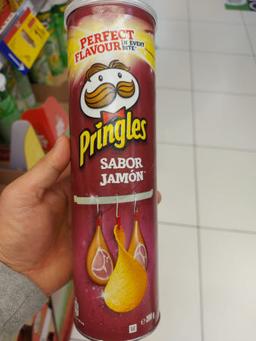 PERFECT
FLAVOUR IN EVERY
BITE*
Pringles
SABOR
JAMÓN